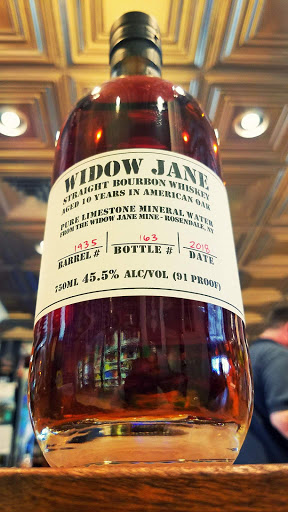 WIDOW JANE
STRAIGHT BOURBON WHISKEY
AGED 10 YEARS IN AMERICAN OAK
PURE LIMESTONE MINERAL WATER
FROM THE WIDOW JANE MINE - ROSENDALE, NY
1935 163 2018
BARREL # BOTTLE # DATE
750ML 45.5% ALC/VOL (91 PROOF)